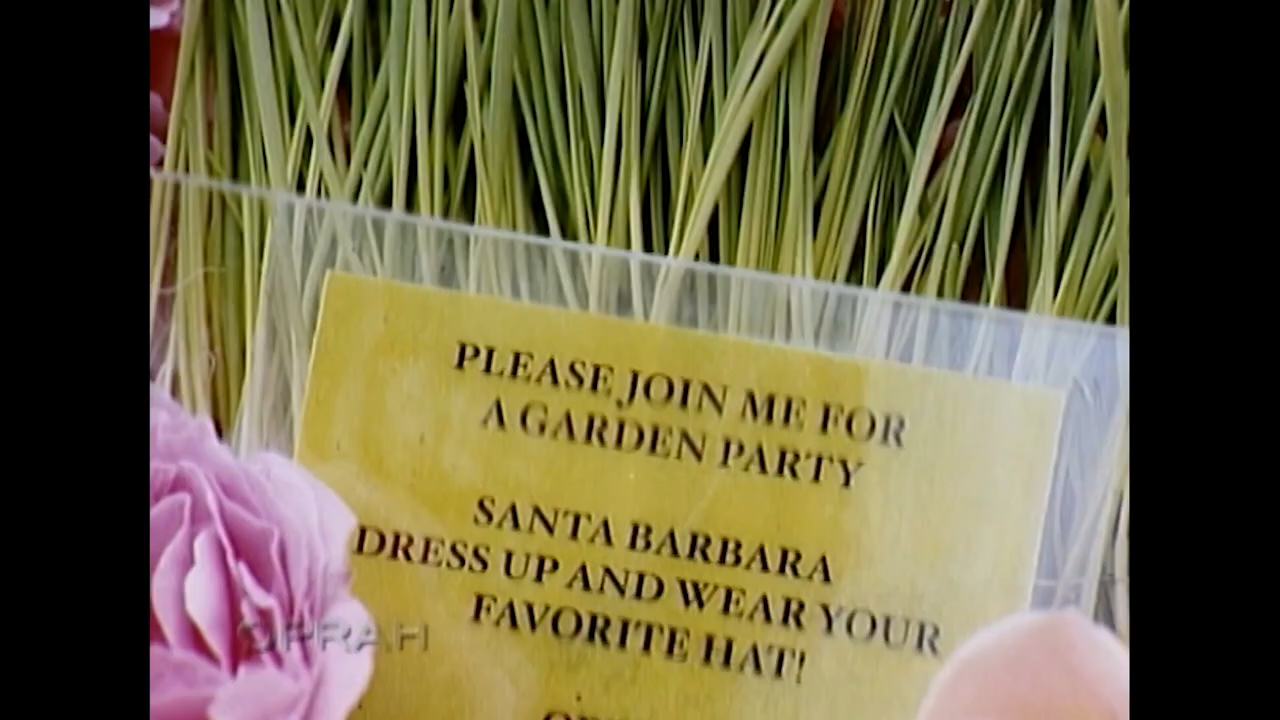 PLEASE JOIN ME FOR
A GARDEN PARTY
SANTA BARBARA
DRESS UP AND WEAR YOUR
FAVORITE HAT!
OPRAH